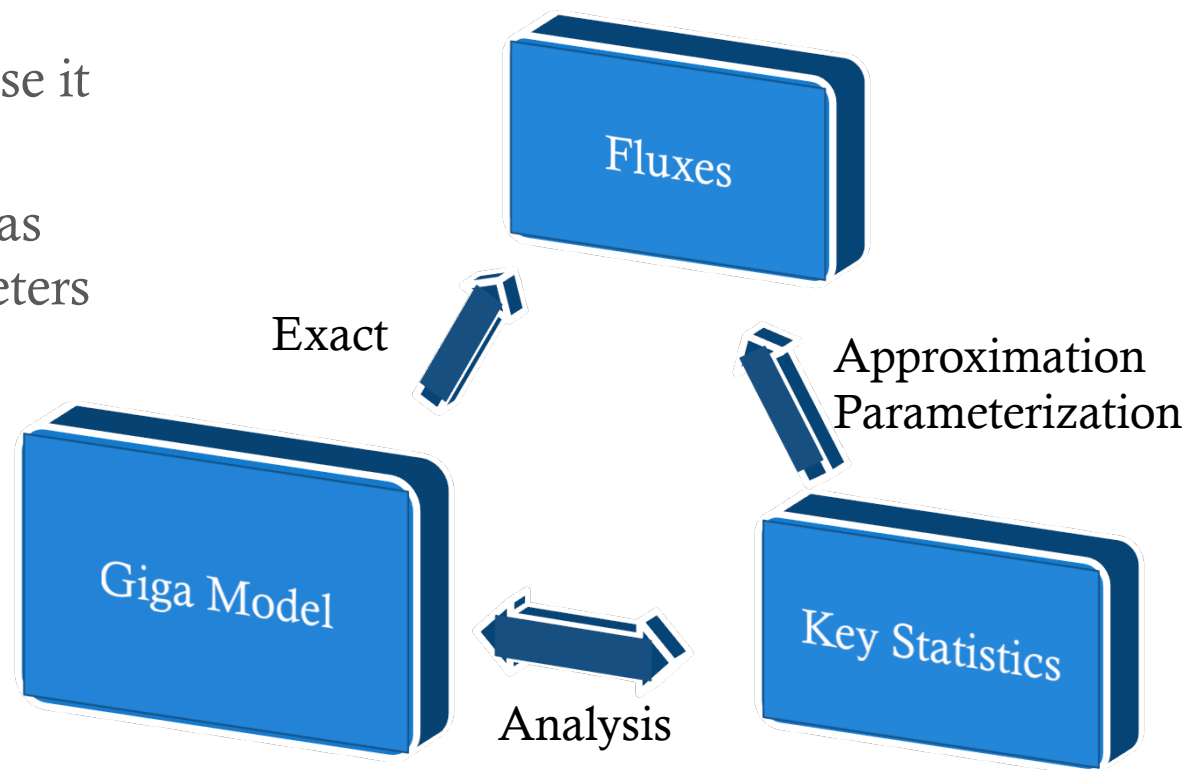 se it
as
eters
Fluxes
Exact
Approximation
Parameterization
Giga Model
Key Statistics
Analysis